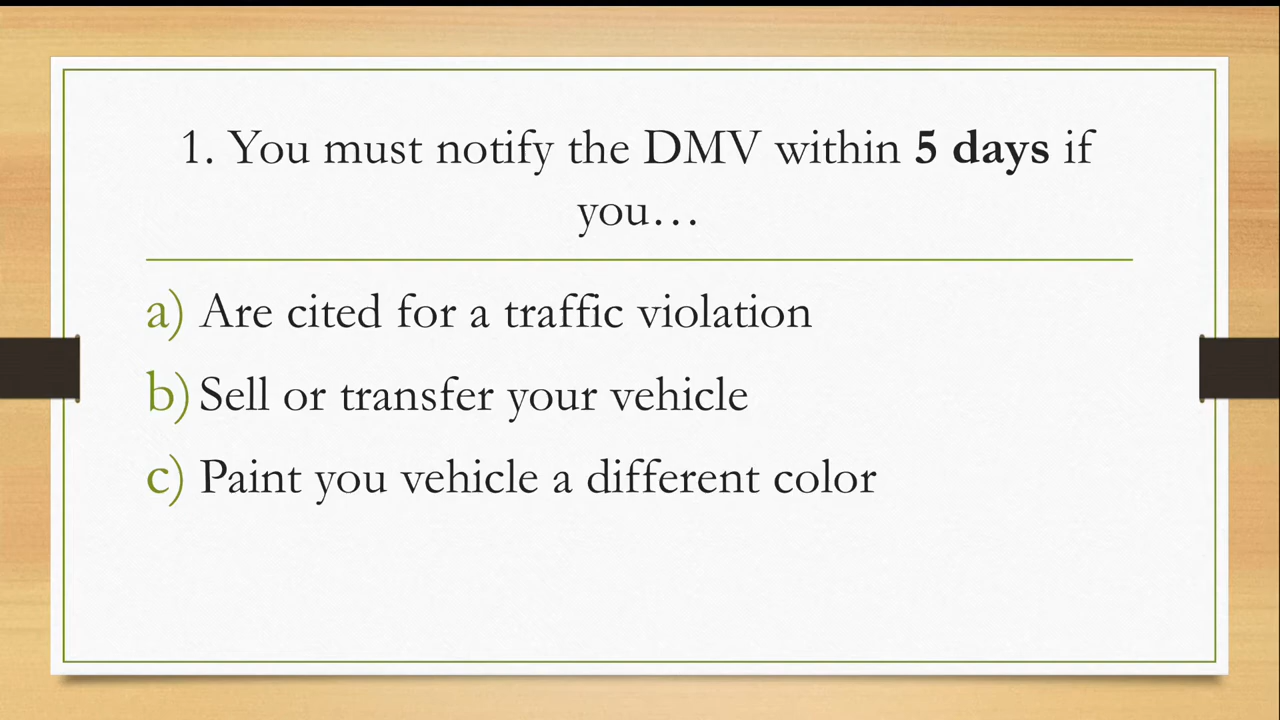 1. You must notify the DMV within 5 days if
you…
a) Are cited for a traffic violation
b) Sell or transfer your vehicle
c) Paint you vehicle a different color